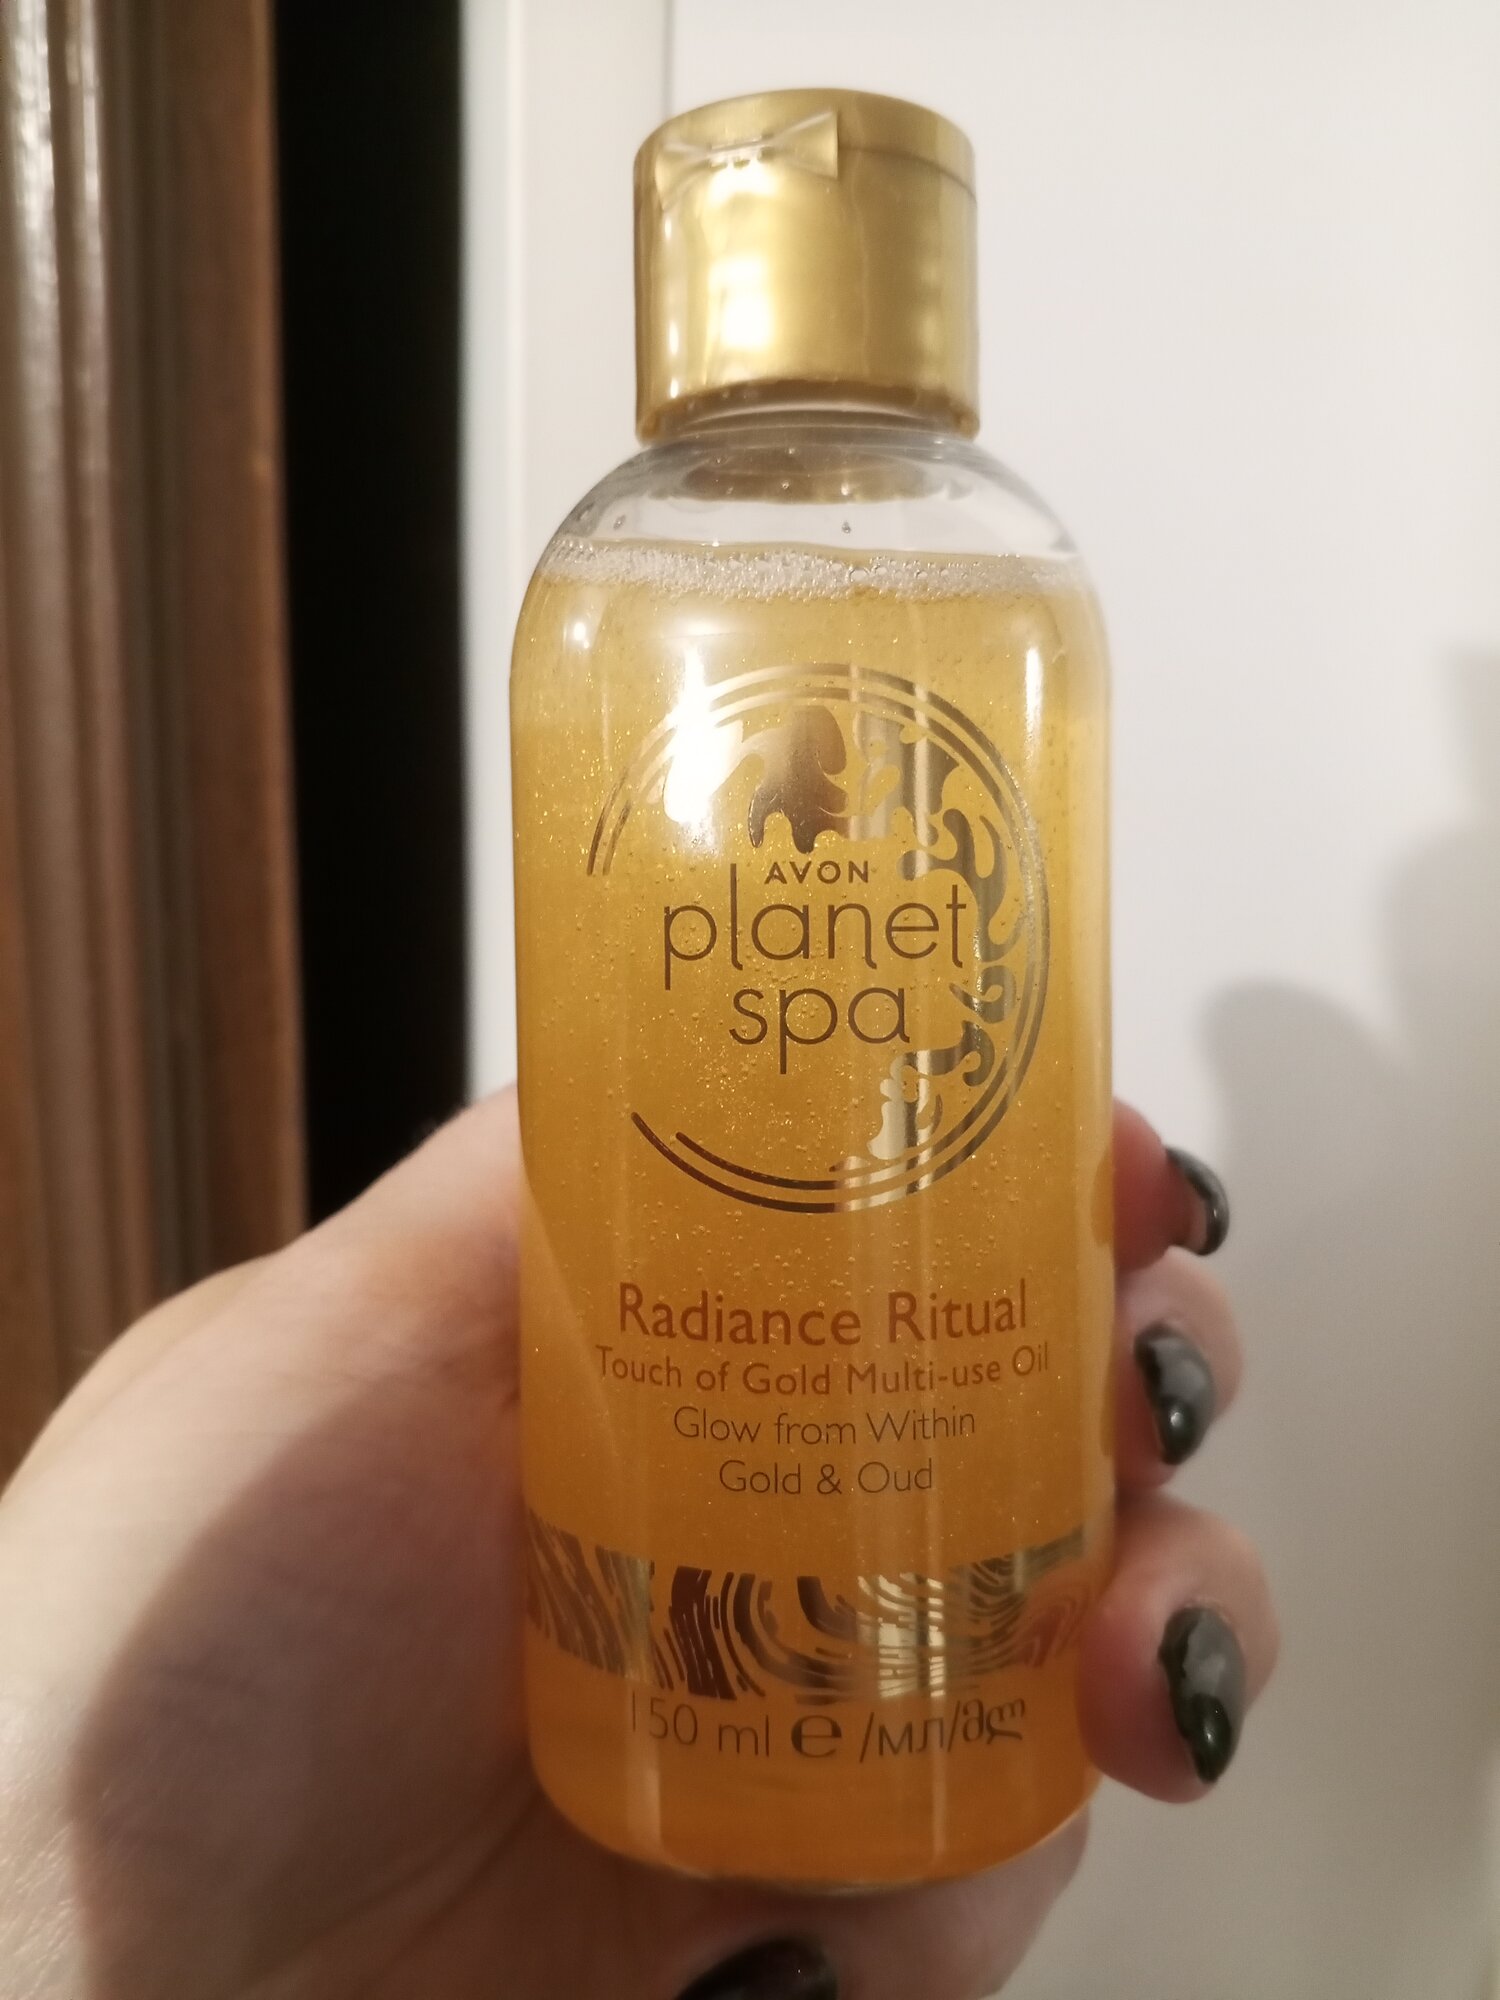 AVON
planet
spa
Radiance Ritual
Touch of Gold Multi-use Oil
Glow from Within
Gold & Oud
150 ml ℮ /мл/მლ